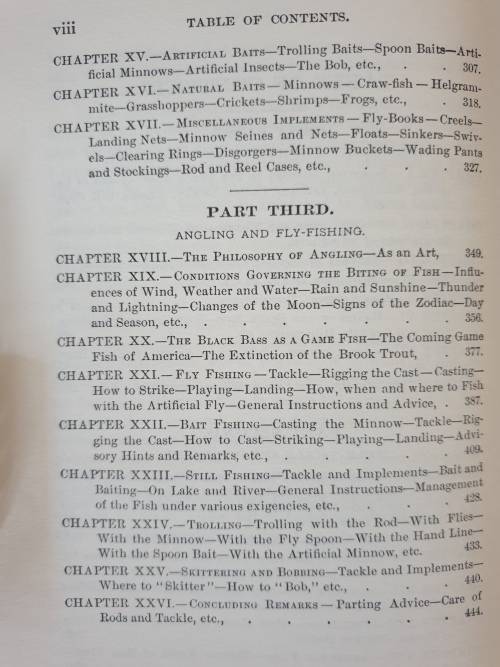 viii
TABLE OF CONTENTS.
CHAPTER XV.—Artificial Baits—Trolling Baits—Spoon Baits—Arti-
ficial Minnows—Artificial Insects—The Bob, etc., . . 307.
CHAPTER XVI.—Natural Baits—Minnows—Craw-fish—Helgram-
mite—Grasshoppers—Crickets—Shrimps—Frogs, etc., . 318.
CHAPTER XVII.—Miscellaneous Implements—Fly-Books—Creels—
Landing Nets—Minnow Seines and Nets—Floats—Sinkers—Swiv-
els—Clearing Rings—Disgorgers—Minnow Buckets—Wading Pants
and Stockings—Rod and Reel Cases, etc., . . . 327.
PART THIRD.
ANGLING AND FLY-FISHING.
CHAPTER XVIII.—The Philosophy of Angling—As an Art, 349.
CHAPTER XIX.—Conditions Governing the Biting of Fish—Influ-
ences of Wind, Weather and Water—Rain and Sunshine—Thunder
and Lightning—Changes of the Moon—Signs of the Zodiac—Day
and Season, etc., . . . . . . . 356.
CHAPTER XX.—The Black Bass as a Game Fish—The Coming Game
Fish of America—The Extinction of the Brook Trout, . 377.
CHAPTER XXI.—Fly Fishing—Tackle—Rigging the Cast—Casting—
How to Strike—Playing—Landing—How, when and where to Fish
with the Artificial Fly—General Instructions and Advice, . 387.
CHAPTER XXII.—Bait Fishing—Casting the Minnow—Tackle—Rig-
ging the Cast—How to Cast—Striking—Playing—Landing—Advi-
sory Hints and Remarks, etc., . . . . . 409.
CHAPTER XXIII.—Still Fishing—Tackle and Implements—Bait and
Baiting—On Lake and River—General Instructions—Management
of the Fish under various exigencies, etc., . . . 428.
CHAPTER XXIV.—Trolling—Trolling with the Rod—With Flies—
With the Minnow—With the Fly Spoon—With the Hand Line—
With the Spoon Bait—With the Artificial Minnow, etc. 433.
CHAPTER XXV.—Skittering and Bobbing—Tackle and Implements—
Where to "Skitter"—How to "Bob," etc., . . . 440.
CHAPTER XXVI.—Concluding Remarks—Parting Advice—Care of
Rods and Tackle, etc., . . . . . . 444.